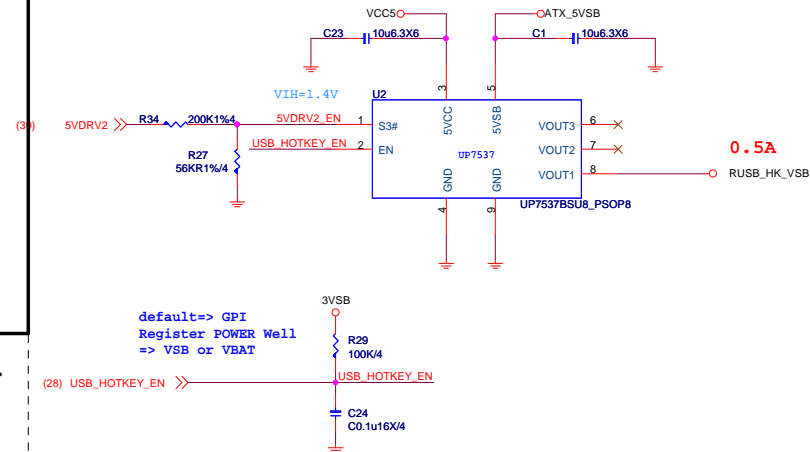 VCC5
ATX_5VSB
C23
10u6.3X6
C1
10u6.3X6
VIH=1.4V
U2
3
5
5VCC
5VSB
5VDRV2
R34
200K1%4
5VDRV2_EN
1
S3#
VOUT3
6
USB_HOTKEY_EN
2
EN
VOUT2
7
0.5A
R27
56KR1%/4
UP7537
GND
GND
VOUT1
8
RUSB_HK_VSB
4
9
UP7537BSU8_PSOP8
3VSB
default=> GPI
Register POWER Well
=> VSB or VBAT
R29
100K/4
(28)
USB_HOTKEY_EN
USB_HOTKEY_EN
C24
C0.1u16X/4